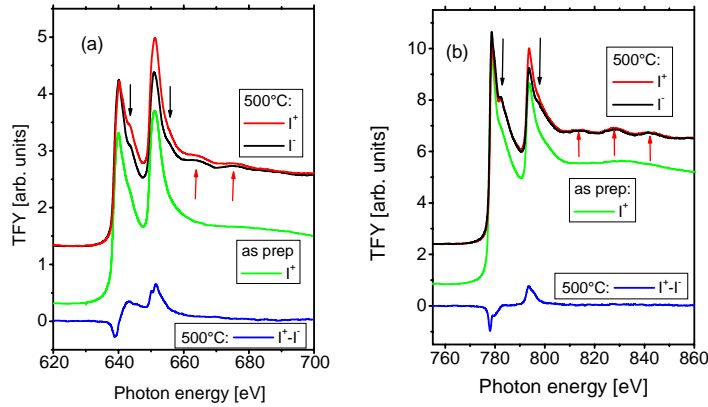 (a)
500°C:
I⁺
I⁻
as prep
I⁺
500°C: I⁺-I⁻
TFY [arb. units]
5
4
3
2
1
0
620 640 660 680 700
Photon energy [eV]
(b)
500°C:
I⁺
I⁻
as prep:
I⁺
500°C: I⁺-I⁻
TFY [arb. units]
10
8
6
4
2
0
760 780 800 820 840 860
Photon energy [eV]